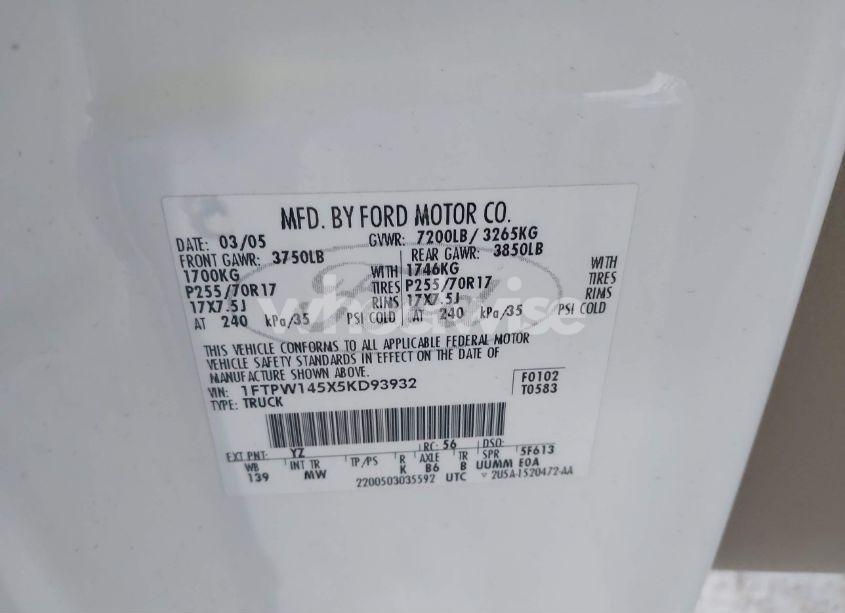 MFD. BY FORD MOTOR CO.
DATE: 03/05 GVWR: 7200LB / 3265KG
FRONT GAWR: 3750LB REAR GAWR: 3850LB
1700KG WITH 1746KG WITH
P255/70R17 TIRES P255/70R17 TIRES
17X7.5J RIMS 17X7.5J RIMS
AT 240 kPa/35 PSI COLD AT 240 kPa/35 PSI COLD
THIS VEHICLE CONFORMS TO ALL APPLICABLE FEDERAL MOTOR
VEHICLE SAFETY STANDARDS IN EFFECT ON THE DATE OF
MANUFACTURE SHOWN ABOVE.
VIN: 1FTPW145X5KD93932 F0102
TYPE: TRUCK T0583
EXT PNT: YZ RC: 56 DSO:
WB INT TR TP/PS R AXLE TR SPR 5F613
139 MW K B6 B UUMM E0A
2200503035592 UTC 2U5A-1520472-AA